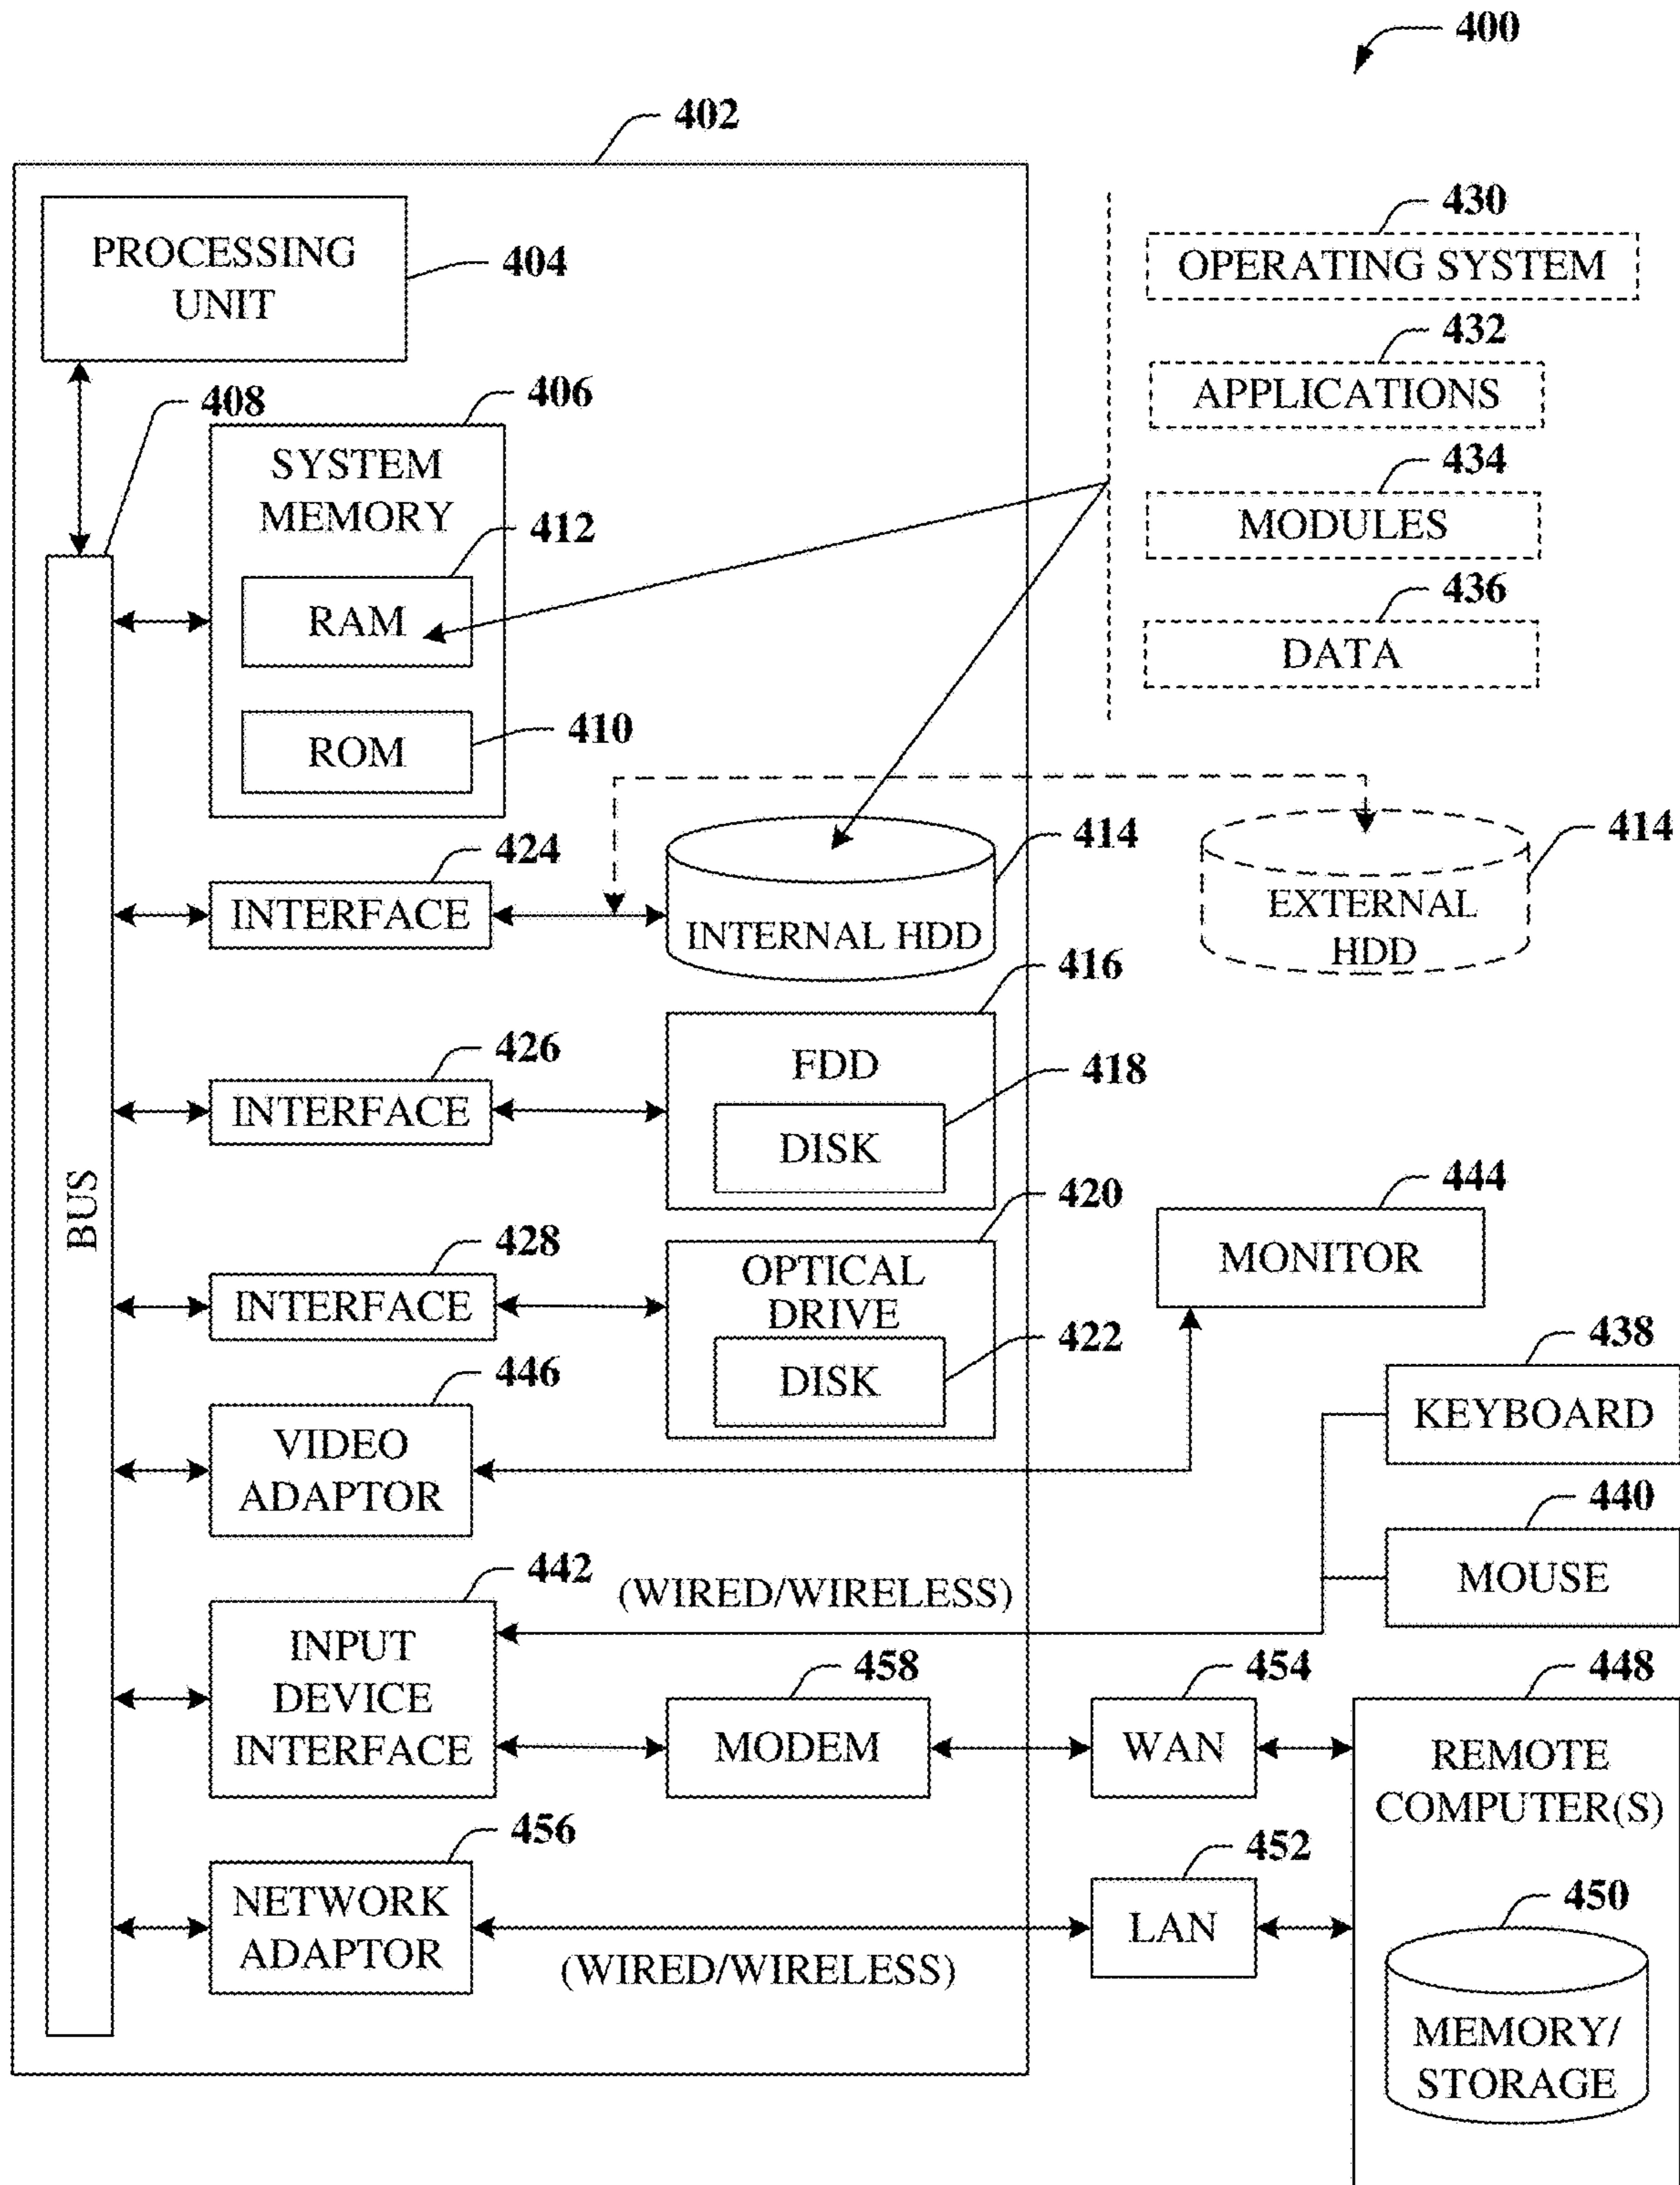 400
402
PROCESSING
UNIT
404
430
OPERATING SYSTEM
432
APPLICATIONS
434
MODULES
436
DATA
408
406
SYSTEM
MEMORY
412
RAM
410
ROM
424
INTERFACE
414
INTERNAL HDD
414
EXTERNAL
HDD
426
INTERFACE
416
FDD
418
DISK
BUS
428
INTERFACE
420
OPTICAL
DRIVE
422
DISK
444
MONITOR
446
VIDEO
ADAPTOR
438
KEYBOARD
440
MOUSE
442
(WIRED/WIRELESS)
INPUT
DEVICE
INTERFACE
458
MODEM
454
WAN
448
REMOTE
COMPUTER(S)
456
NETWORK
ADAPTOR
(WIRED/WIRELESS)
452
LAN
450
MEMORY/
STORAGE